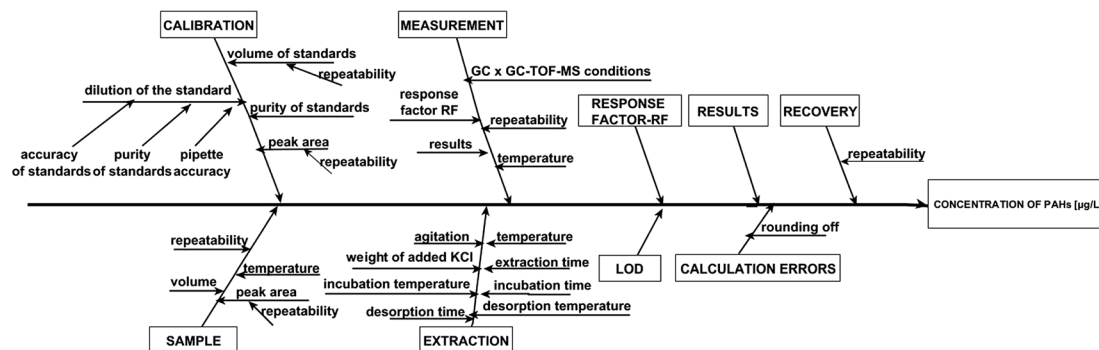 CALIBRATION
volume of standards
repeatability
dilution of the standard
purity of standards
accuracy
of standards
purity
of standards
pipette
accuracy
peak area
repeatability
MEASUREMENT
GC x GC-TOF-MS conditions
response
factor RF
repeatability
results
temperature
RESPONSE
FACTOR-RF
RESULTS
RECOVERY
repeatability
CONCENTRATION OF PAHs [µg/L
repeatability
temperature
volume
peak area
repeatability
SAMPLE
agitation
temperature
weight of added KCl
extraction time
incubation temperature
incubation time
desorption time
desorption temperature
EXTRACTION
LOD
rounding off
CALCULATION ERRORS